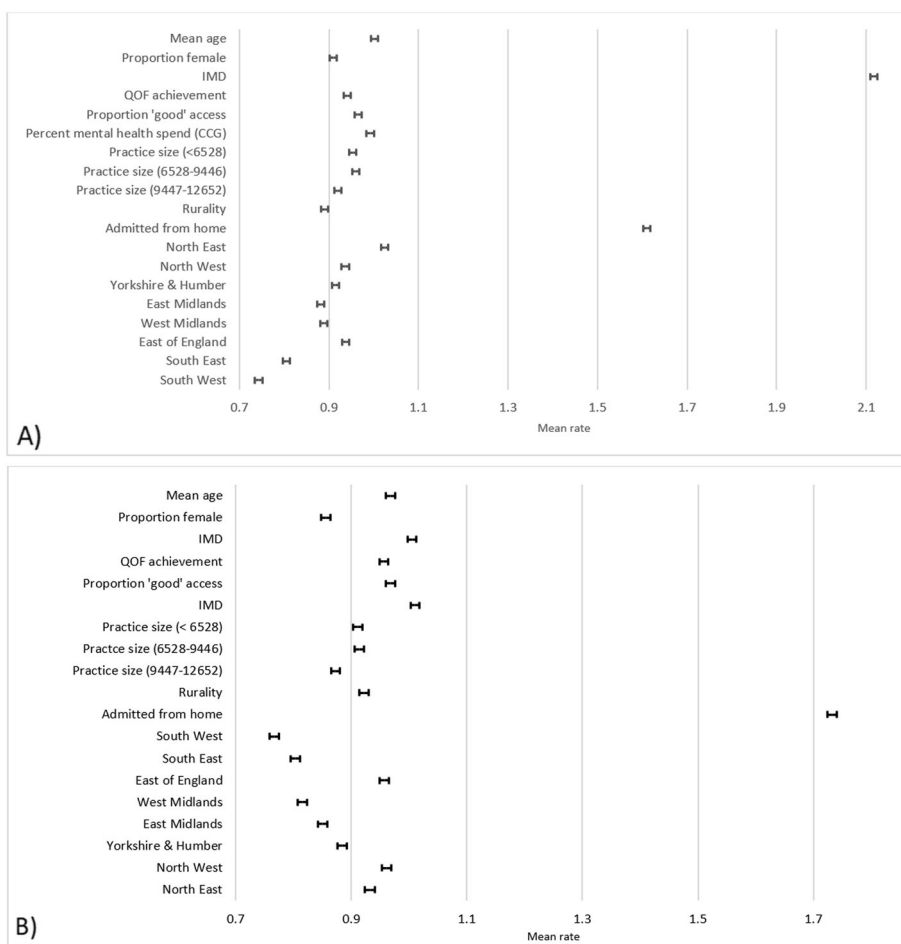 Mean age
Proportion female
IMD
QOF achievement
Proportion 'good' access
Percent mental health spend (CCG)
Practice size (<6528)
Practice size (6528-9446)
Practice size (9447-12652)
Rurality
Admitted from home
North East
North West
Yorkshire & Humber
East Midlands
West Midlands
East of England
South East
South West
0.7 0.9 1.1 1.3 1.5 1.7 1.9 2.1
Mean rate
A)
Mean age
Proportion female
IMD
QOF achievement
Proportion 'good' access
IMD
Practice size (< 6528)
Practce size (6528-9446)
Practice size (9447-12652)
Rurality
Admitted from home
South West
South East
East of England
West Midlands
East Midlands
Yorkshire & Humber
North West
North East
0.7 0.9 1.1 1.3 1.5 1.7
Mean rate
B)